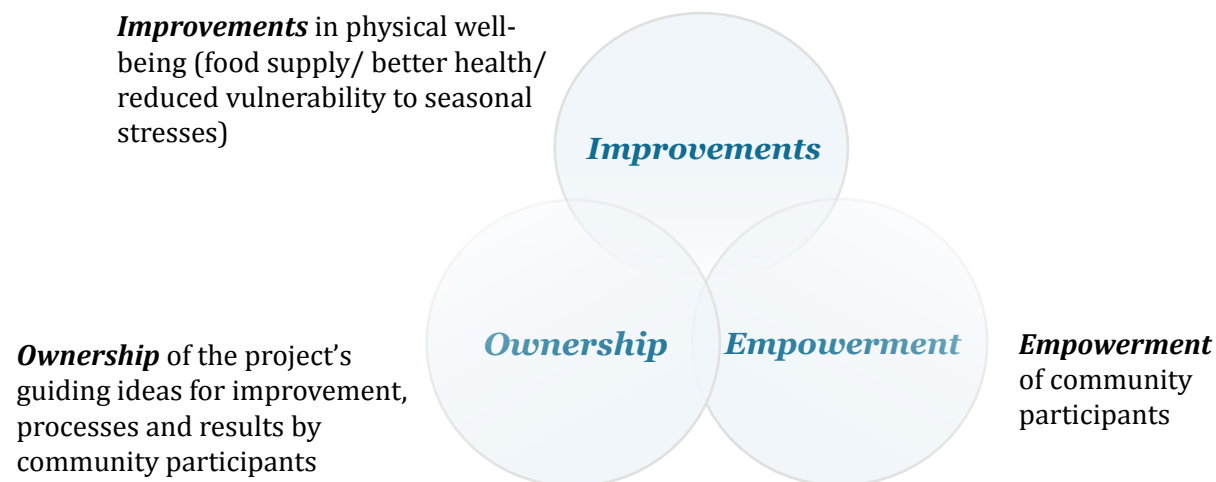 Improvements in physical well-
being (food supply/ better health/
reduced vulnerability to seasonal
stresses)
Improvements
Ownership
Empowerment
Ownership of the project’s
guiding ideas for improvement,
processes and results by
community participants
Empowerment
of community
participants